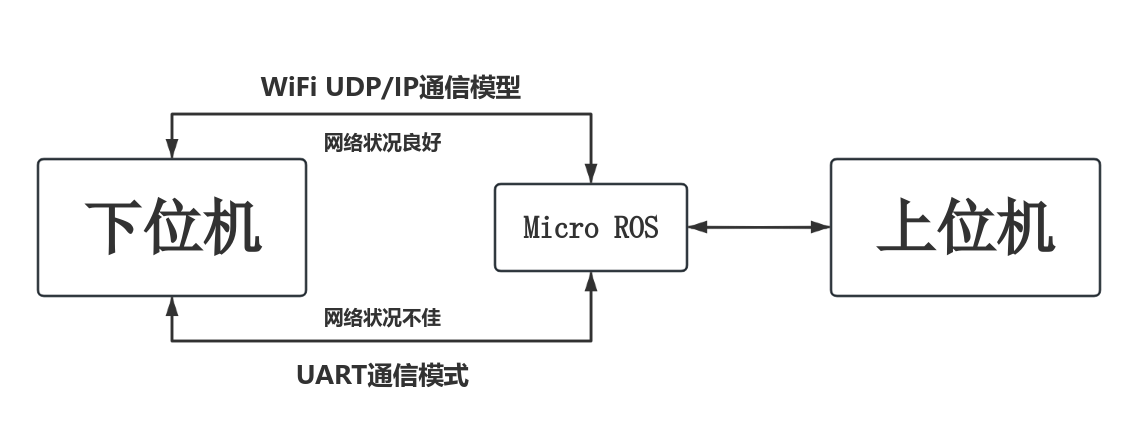 WiFi UDP/IP通信模型
网络状况良好
下位机
Micro ROS
上位机
网络状况不佳
UART通信模式